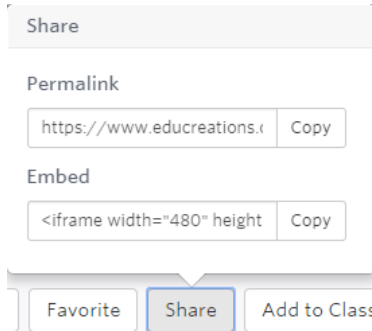 Share
Permalink
https://www.educreations.c Copy
Embed
<iframe width="480" height Copy
Favorite Share Add to Class